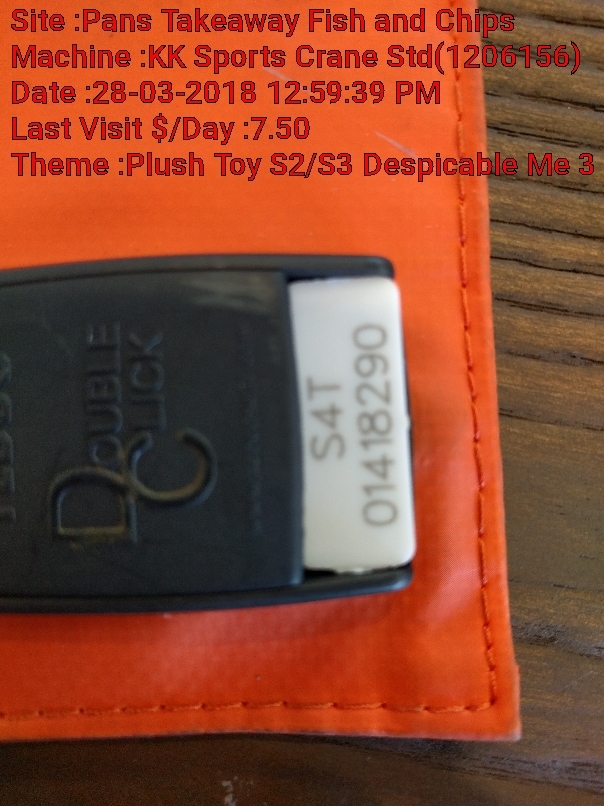 Site :Pans Takeaway Fish and Chips
Machine :KK Sports Crane Std(1206156)
Date :28-03-2018 12:59:39 PM
Last Visit $/Day :7.50
Theme :Plush Toy S2/S3 Despicable Me 3
DOUBLE
CLICK
S4T
01418290